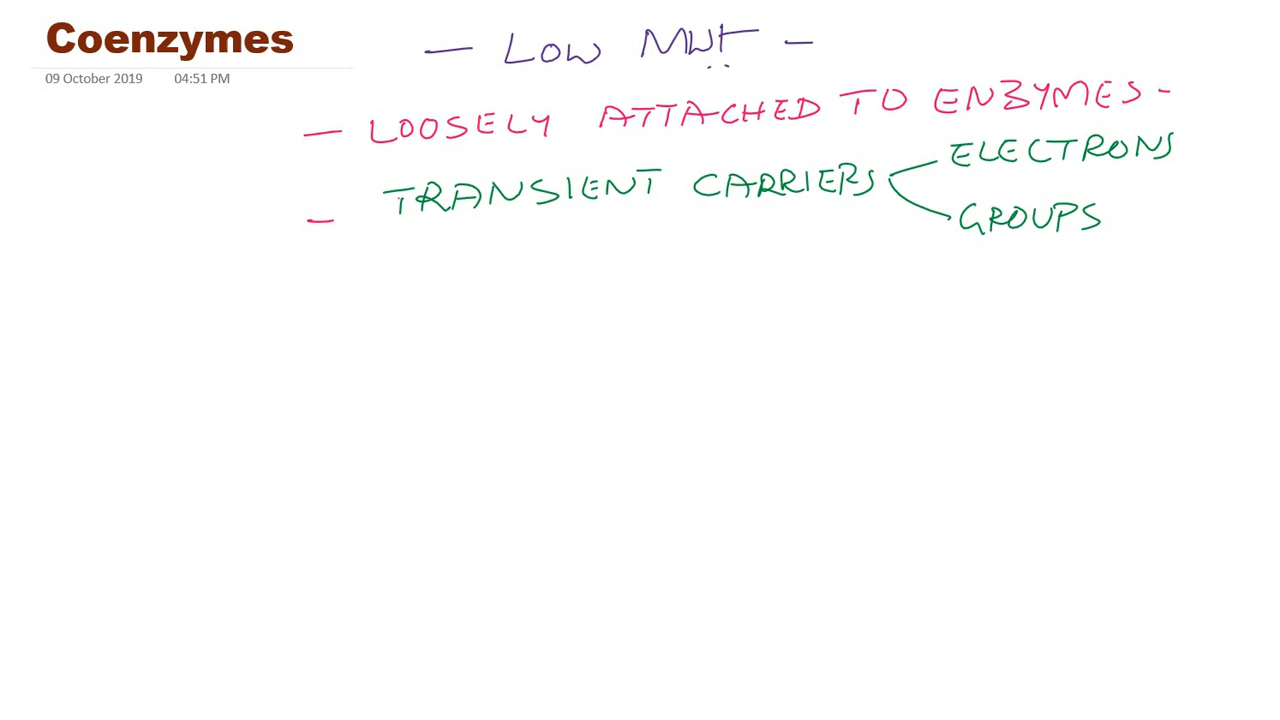 Coenzymes
09 October 2019 04:51 PM
— LOW MWT —
— LOOSELY ATTACHED TO ENZYMES -
- TRANSIENT CARRIERS
ELECTRONS
GROUPS